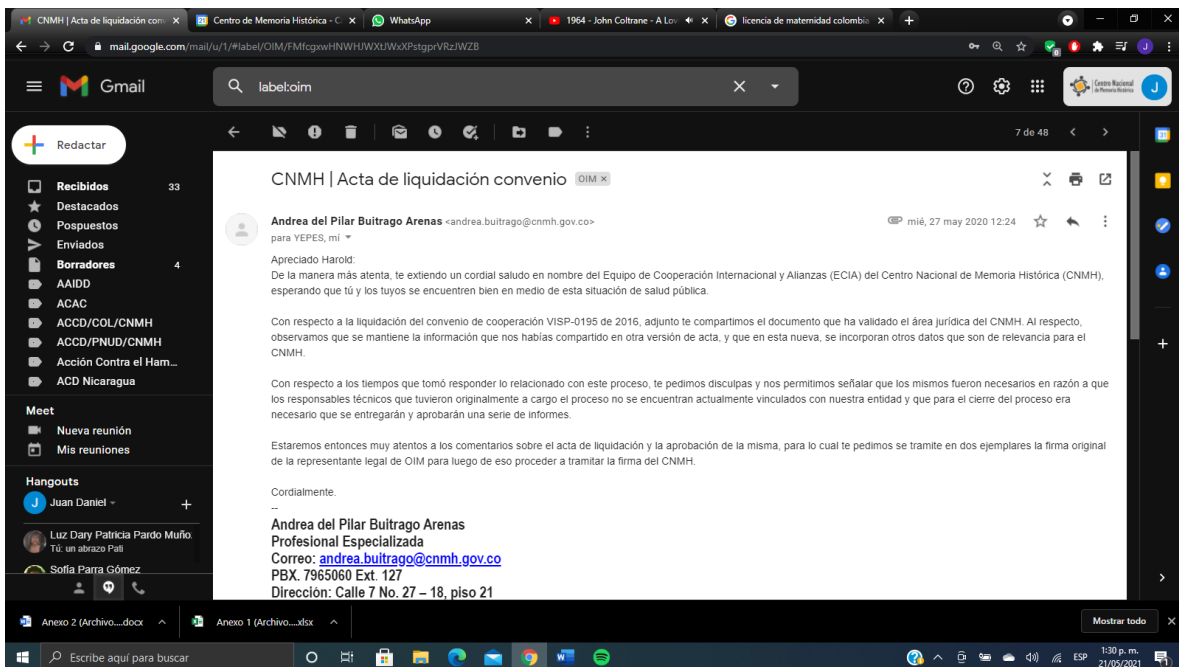 CNMH | Acta de liquidación conv
Centro de Memoria Histórica - C
WhatsApp
1964 - John Coltrane - A Lov
licencia de maternidad colombia
mail.google.com/mail/u/1/#label/OIM/FMfcgxwHNWHJWXtJWxXPstgprVRzJWZB
Gmail
label:oim
Centro Nacional
de Memoria Histórica
J
Redactar
7 de 48
Recibidos 33
Destacados
Pospuestos
Enviados
Borradores 4
AAIDD
ACAC
ACCD/COL/CNMH
ACCD/PNUD/CNMH
Acción Contra el Ham...
ACD Nicaragua
Meet
Nueva reunión
Mis reuniones
Hangouts
J Juan Daniel
Luz Dary Patricia Pardo Muño:
Tú: un abrazo Pati
Sofía Parra Gómez
CNMH | Acta de liquidación convenio OIM ×
Andrea del Pilar Buitrago Arenas <andrea.buitrago@cnmh.gov.co> mié, 27 may 2020 12:24
para YEPES, mí
Apreciado Harold:
De la manera más atenta, te extiendo un cordial saludo en nombre del Equipo de Cooperación Internacional y Alianzas (ECIA) del Centro Nacional de Memoria Histórica (CNMH),
esperando que tú y los tuyos se encuentren bien en medio de esta situación de salud pública.
Con respecto a la liquidación del convenio de cooperación VISP-0195 de 2016, adjunto te compartimos el documento que ha validado el área jurídica del CNMH. Al respecto,
observamos que se mantiene la información que nos habías compartido en otra versión de acta, y que en esta nueva, se incorporan otros datos que son de relevancia para el
CNMH.
Con respecto a los tiempos que tomó responder lo relacionado con este proceso, te pedimos disculpas y nos permitimos señalar que los mismos fueron necesarios en razón a que
los responsables técnicos que tuvieron originalmente a cargo el proceso no se encuentran actualmente vinculados con nuestra entidad y que para el cierre del proceso era
necesario que se entregarán y aprobarán una serie de informes.
Estaremos entonces muy atentos a los comentarios sobre el acta de liquidación y la aprobación de la misma, para lo cual te pedimos se tramite en dos ejemplares la firma original
de la representante legal de OIM para luego de eso proceder a tramitar la firma del CNMH.
Cordialmente.
--
Andrea del Pilar Buitrago Arenas
Profesional Especializada
Correo: andrea.buitrago@cnmh.gov.co
PBX. 7965060 Ext. 127
Dirección: Calle 7 No. 27 – 18, piso 21
Anexo 2 (Archivo....docx
Anexo 1 (Archivo....xlsx
Mostrar todo
Escribe aquí para buscar
ESP
1:30 p. m.
21/05/2021